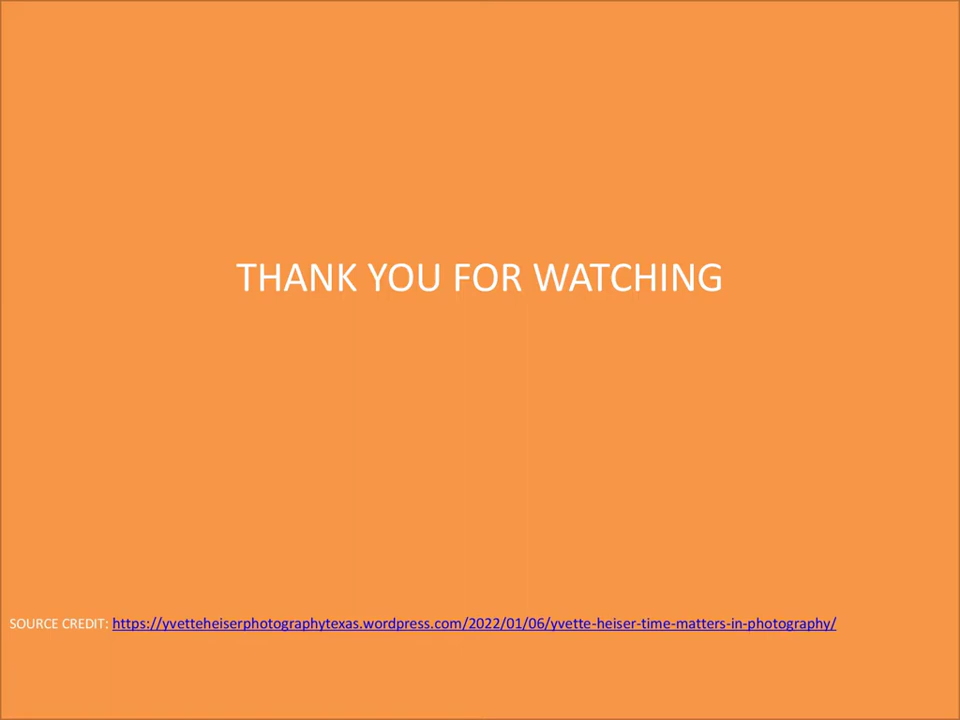 THANK YOU FOR WATCHING
SOURCE CREDIT: https://yvetteheiserphotographytexas.wordpress.com/2022/01/06/yvette-heiser-time-matters-in-photography/